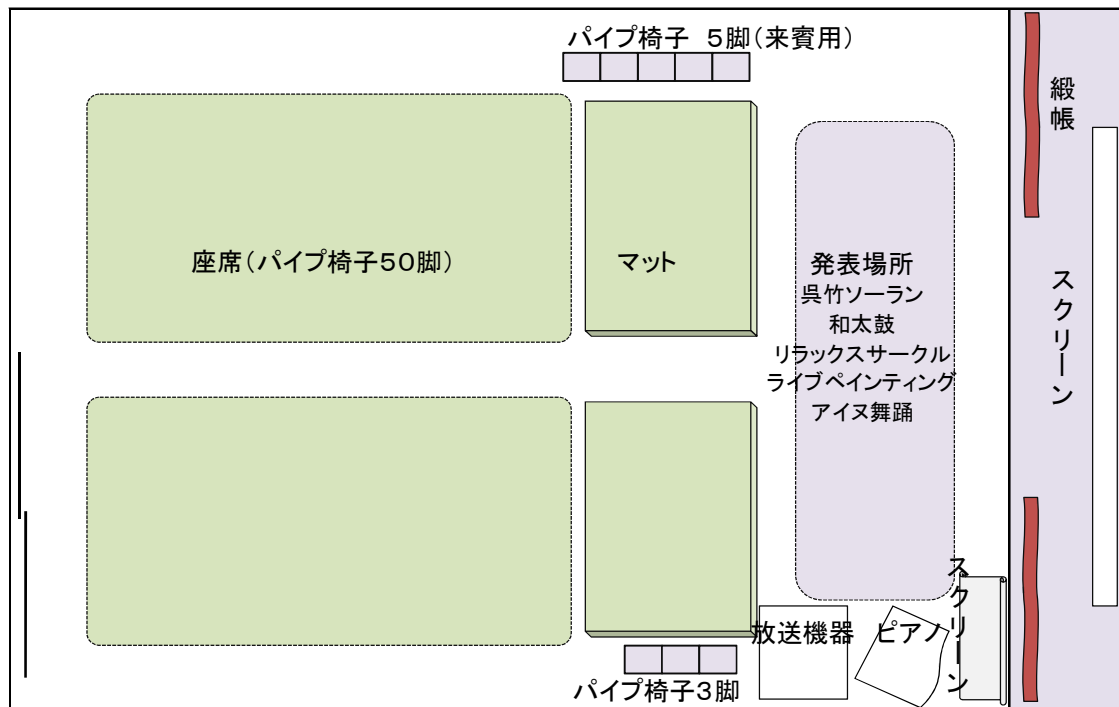 パイプ椅子 5脚（来賓用）
緞帳
座席（パイプ椅子50脚）
マット
発表場所
呉竹ソーラン
和太鼓
リラックスサークル
ライブペインティング
アイヌ舞踊
スクリーン
スクリーン
放送機器
ピアノ
パイプ椅子3脚